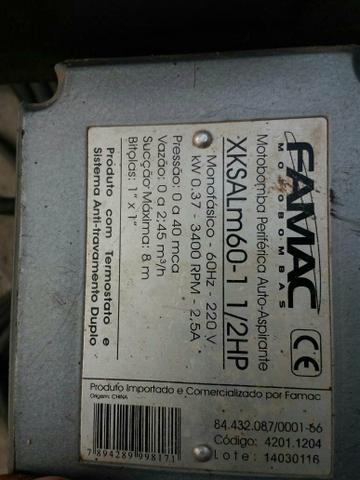 FAMAC
MOTOBOMBAS
CE
Motobomba Periférica Auto-Aspirante
XKSALm60-1 1/2HP
Monofásico - 60Hz - 220 V
kW 0,37 - 3400 RPM - 2,5A
Pressão: 0 a 40 mca
Vazão: 0 a 2,45 m³/h
Sucção Máxima: 8 m
Bitolas: 1" x 1"
Produto com Termostato e
Sistema Anti-travamento Duplo
Produto Importado e Comercializado por Famac
Origem: CHINA
84.432.087/0001-66
Código: 4201.1204
Lote: 14030116
7894289998171